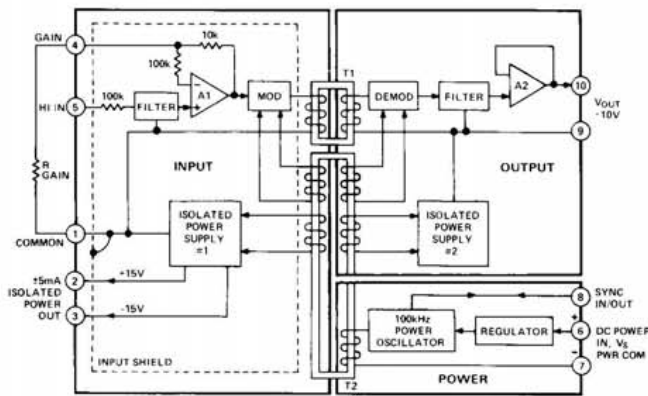 GAIN
4
10k
100k
T1
HI IN
5
100k
FILTER
A1
MOD
DEMOD
FILTER
A2
10
VOUT
-10V
9
R
GAIN
INPUT
OUTPUT
COMMON
1
ISOLATED
POWER
SUPPLY
=1
ISOLATED
POWER
SUPPLY
=2
±5mA
ISOLATED
POWER
OUT
2
+15V
3
-15V
INPUT SHIELD
T2
8
SYNC
IN/OUT
100kHz
POWER
OSCILLATOR
REGULATOR
+
6
DC POWER
IN, VS
PWR COM
-
7
POWER